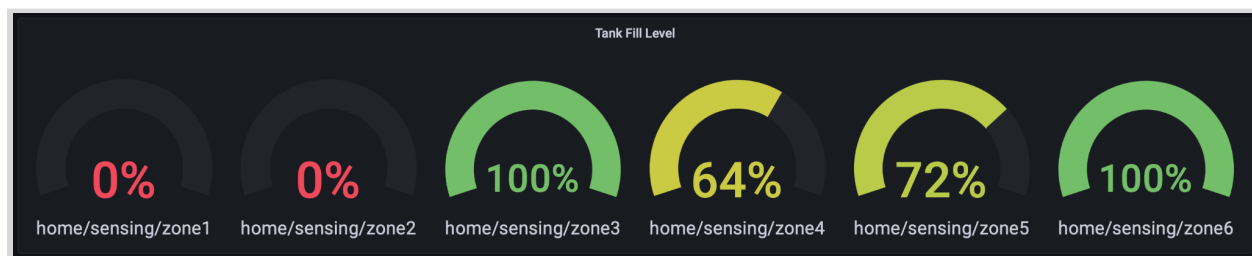 Tank Fill Level
0% 0% 100% 64% 72% 100%
home/sensing/zone1 home/sensing/zone2 home/sensing/zone3 home/sensing/zone4 home/sensing/zone5 home/sensing/zone6